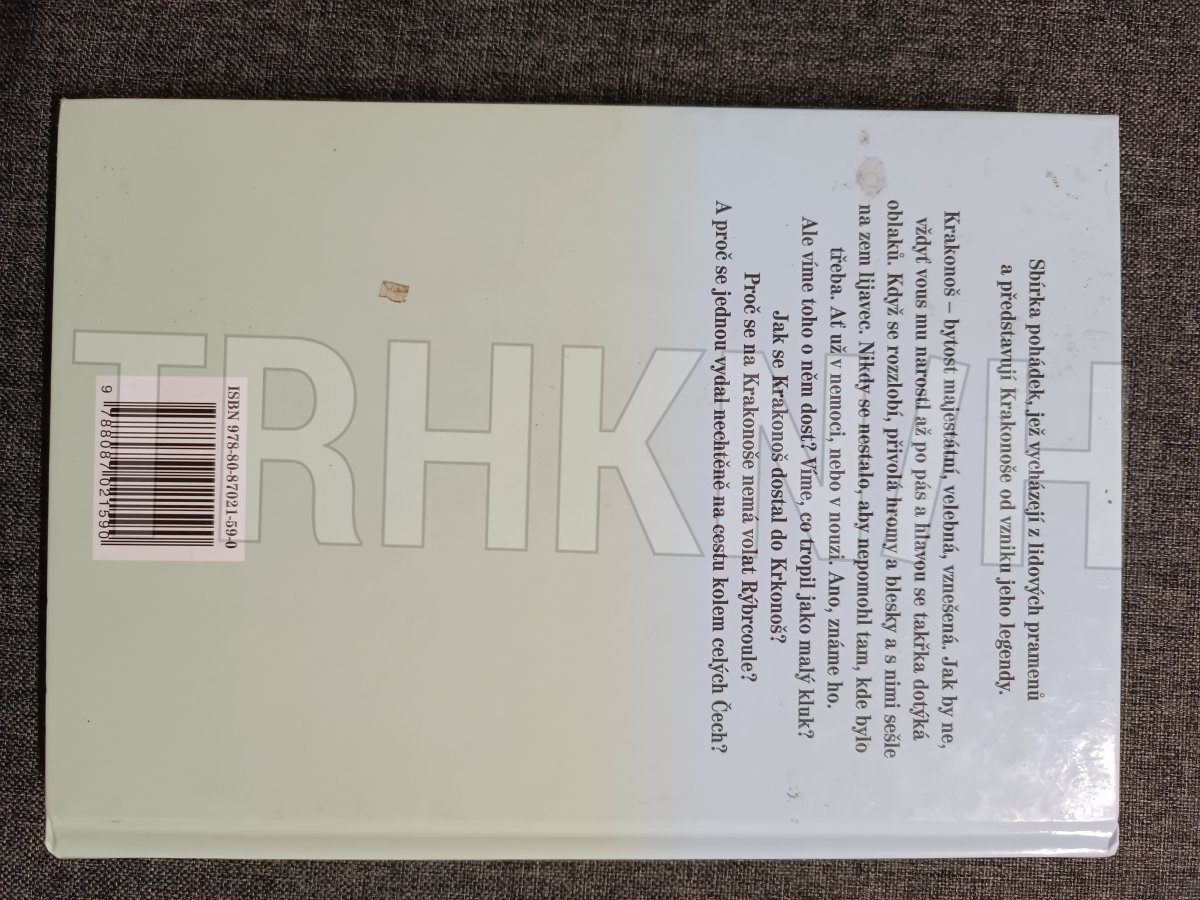 Sbírka pohádek, jež vycházejí z lidových pramenů
a představují Krakonoše od vzniku jeho legendy.
Krakonoš – bytost majestátní, velebná, vznešená. Jak by ne,
vždyť vous mu narostl až po pás a hlavou se takřka dotýká
oblaků. Když se rozzlobí, přivolá hromy a blesky a s nimi sešle
na zem lijavec. Nikdy se nestalo, aby nepomohl tam, kde bylo
třeba. Ať už v nemoci, nebo v nouzi. Ano, známe ho.
Ale víme toho o něm dost? Víme, co tropil jako malý kluk?
Jak se Krakonoš dostal do Krkonoš?
Proč se na Krakonoše nemá volat Rýbrcoule?
A proč se jednou vydal nechtěně na cestu kolem celých Čech?
ISBN 978-80-87021-59-0
9 788087 021590